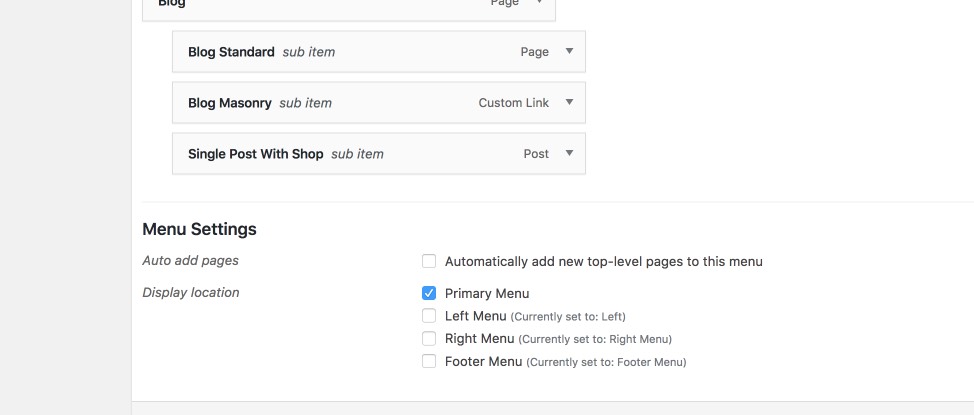 Blog Page
Blog Standard sub item Page
Blog Masonry sub item Custom Link
Single Post With Shop sub item Post
Menu Settings
Auto add pages Automatically add new top-level pages to this menu
Display location Primary Menu
Left Menu (Currently set to: Left)
Right Menu (Currently set to: Right Menu)
Footer Menu (Currently set to: Footer Menu)